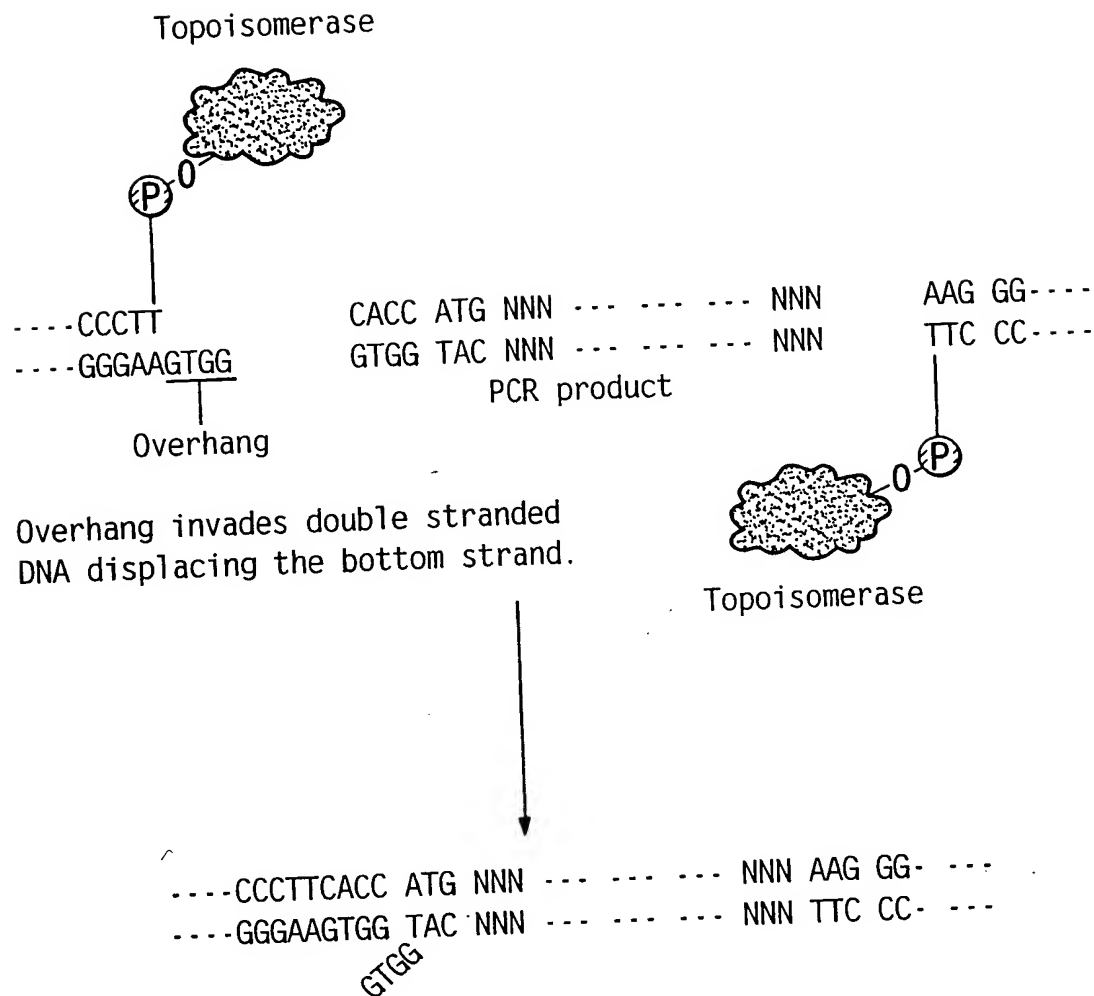 Topoisomerase
O
P
----CCCTT
----GGGAAGTGG
Overhang
CACC ATG NNN --- --- --- NNN
GTGG TAC NNN --- --- --- NNN
PCR product
AAG GG----
TTC CC----
P
O
Topoisomerase
Overhang invades double stranded
DNA displacing the bottom strand.
----CCCTTCACC ATG NNN --- --- --- NNN AAG GG- ---
----GGGAAGTGG TAC NNN --- --- --- NNN TTC CC- ---
GTGG